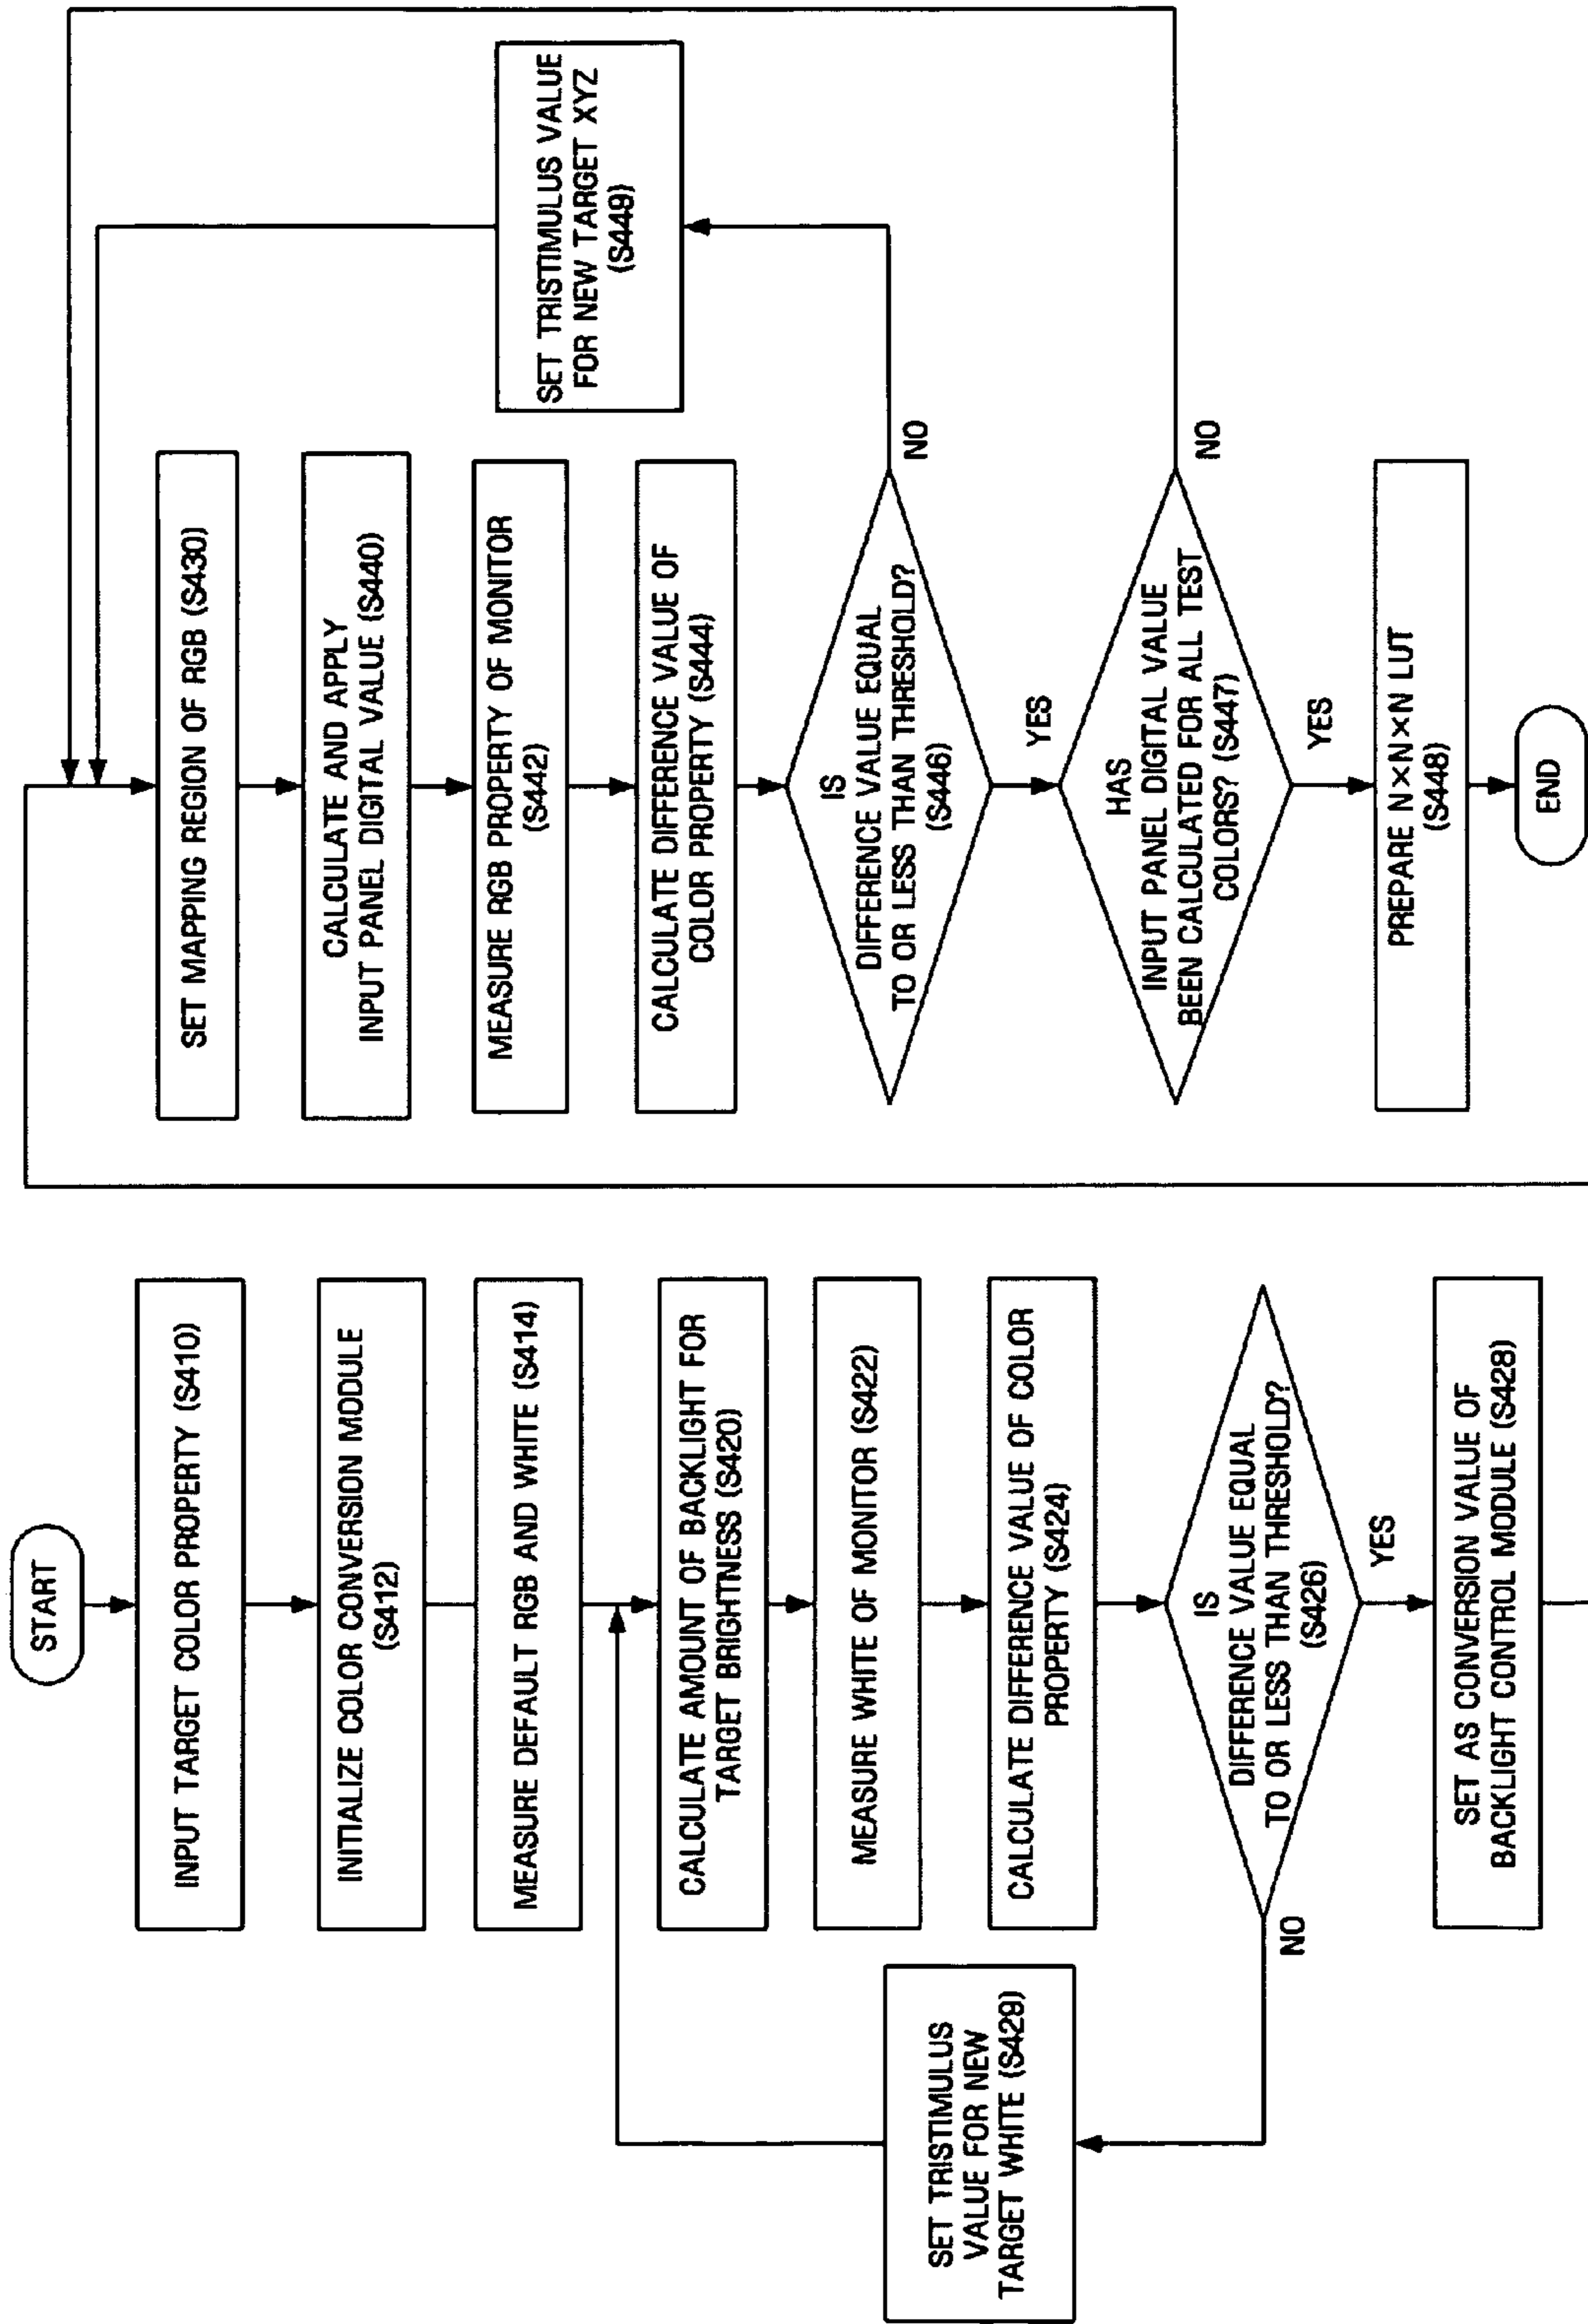 START
INPUT TARGET COLOR PROPERTY (S410)
INITIALIZE COLOR CONVERSION MODULE
(S412)
MEASURE DEFAULT RGB AND WHITE (S414)
CALCULATE AMOUNT OF BACKLIGHT FOR
TARGET BRIGHTNESS (S420)
MEASURE WHITE OF MONITOR (S422)
CALCULATE DIFFERENCE VALUE OF COLOR
PROPERTY (S424)
IS
DIFFERENCE VALUE EQUAL
TO OR LESS THAN THRESHOLD?
(S426)
NO
YES
SET TRISTIMULUS
VALUE FOR NEW
TARGET WHITE (S429)
SET AS CONVERSION VALUE OF
BACKLIGHT CONTROL MODULE (S428)
SET MAPPING REGION OF RGB (S430)
CALCULATE AND APPLY
INPUT PANEL DIGITAL VALUE (S440)
MEASURE RGB PROPERTY OF MONITOR
(S442)
CALCULATE DIFFERENCE VALUE OF
COLOR PROPERTY (S444)
IS
DIFFERENCE VALUE EQUAL
TO OR LESS THAN THRESHOLD?
(S446)
NO
YES
SET TRISTIMULUS VALUE
FOR NEW TARGET XYZ
(S449)
HAS
INPUT PANEL DIGITAL VALUE
BEEN CALCULATED FOR ALL TEST
COLORS? (S447)
NO
YES
PREPARE N×N×N LUT
(S448)
END